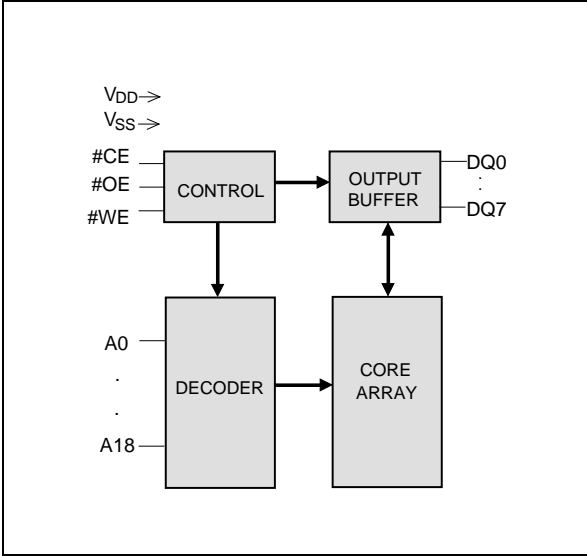 VDD
VSS
#CE
#OE
#WE
CONTROL
OUTPUT
BUFFER
DQ0
:
DQ7
A0
.
.
A18
DECODER
CORE
ARRAY